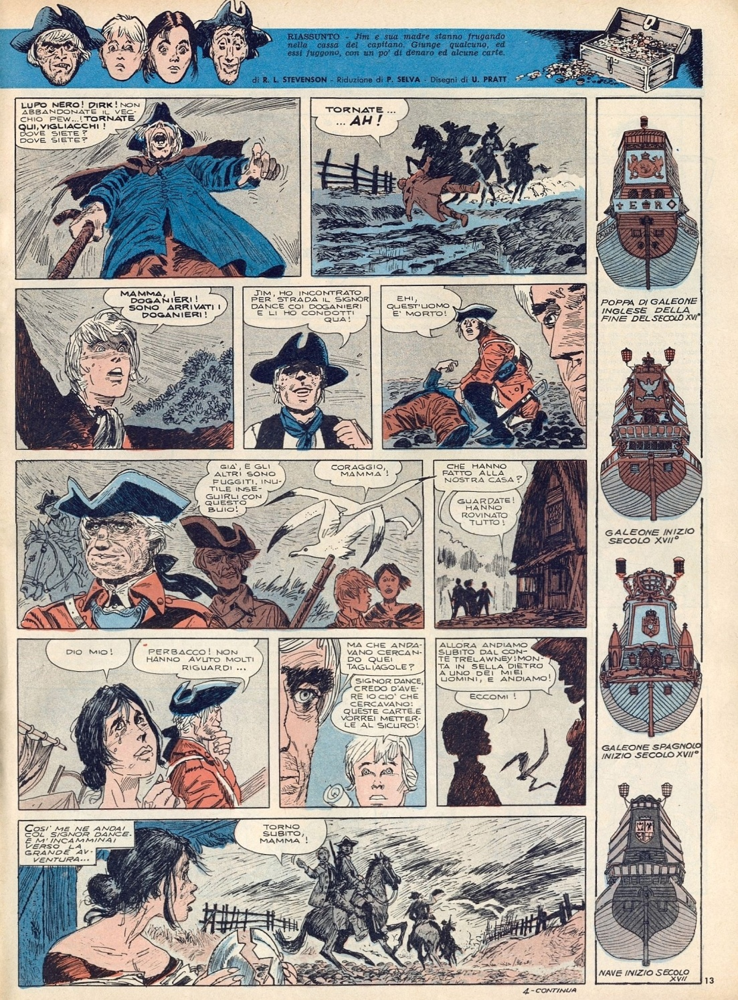 RIASSUNTO - Jim e sua madre stanno frugando
nella cassa del capitano. Giunge qualcuno, ed
essi fuggono, con un po' di denaro ed alcune carte.
di R. L. STEVENSON - Riduzione di P. SELVA - Disegni di U. PRATT
LUPO NERO! DIRK! NON
ABBANDONATE IL VEC-
CHIO PEW...! TORNATE
QUI, VIGLIACCHI!
DOVE SIETE?
DOVE SIETE?
TORNATE...
...AH!
MAMMA, I
DOGANIERI!
SONO ARRIVATI I
DOGANIERI!
JIM, HO INCONTRATO
PER STRADA IL SIGNOR
DANCE COI DOGANIERI
E LI HO CONDOTTI
QUA!
EHI,
QUEST'UOMO
E' MORTO!
GIA', E GLI
ALTRI SONO
FUGGITI. INU-
TILE INSE-
GUIRLI CON
QUESTO
BUIO!
CORAGGIO,
MAMMA'!
CHE HANNO
FATTO ALLA
NOSTRA CASA?
GUARDATE!
HANNO
ROVINATO
TUTTO!
DIO MIO!
PERBACCO! NON
HANNO AVUTO MOLTI
RIGUARDI...
MA CHE ANDA-
VANO CERCAN-
DO QUEI
TAGLIAGOLE?
SIGNOR DANCE,
CREDO D'AVE-
RE IO CIO' CHE
CERCAVANO:
QUESTE CARTE. E
VORREI METTER-
LE AL SICURO!
ALLORA ANDIAMO
SUBITO DAL CON-
TE TRELAWNEY! MON-
TA IN SELLA DIETRO
A UNO DEI MIEI
UOMINI, E ANDIAMO!
ECCOMI!
COSI' ME NE ANDAI
COL SIGNOR DANCE.
E M'INCAMMINAI
VERSO LA
GRANDE AV-
VENTURA...
TORNO
SUBITO,
MAMMA'!
4-CONTINUA
E R
POPPA DI GALEONE
INGLESE DELLA
FINE DEL SECOLO XVI°
GALEONE INIZIO
SECOLO XVII°
GALEONE SPAGNOLO
INIZIO SECOLO XVII°
NAVE INIZIO SECOLO
XVII
13